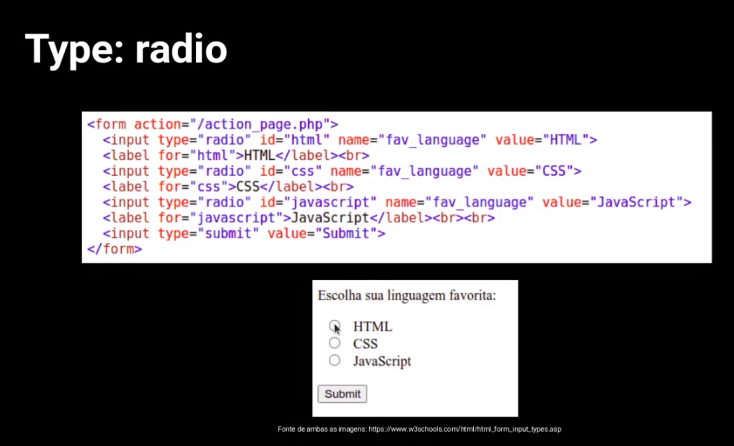 Type: radio
<form action="/action_page.php">
  <input type="radio" id="html" name="fav_language" value="HTML">
  <label for="html">HTML</label><br>
  <input type="radio" id="css" name="fav_language" value="CSS">
  <label for="css">CSS</label><br>
  <input type="radio" id="javascript" name="fav_language" value="JavaScript">
  <label for="javascript">JavaScript</label><br><br>
  <input type="submit" value="Submit">
</form>
Escolha sua linguagem favorita:
HTML
CSS
JavaScript
Submit
Fonte de ambas as imagens: https://www.w3schools.com/html/html_form_input_types.asp